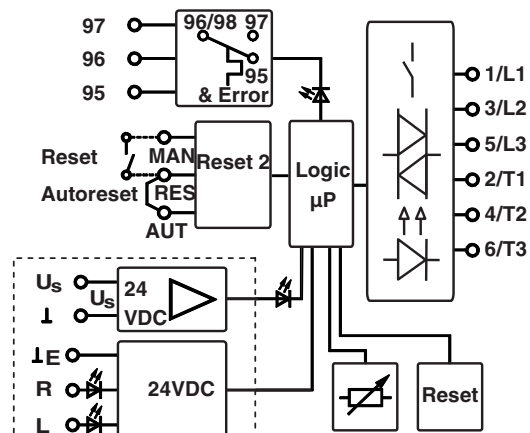 97
96
95
96/98 97
95
& Error
1/L1
3/L2
5/L3
2/T1
4/T2
6/T3
Reset
Autoreset
MAN
RES
AUT
Reset 2
Logic
µP
Us
⊥
Us
24
VDC
⊥E
R
L
24VDC
Reset